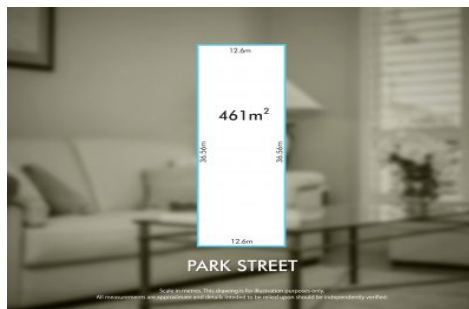 12.6m
461m²
36.56m 36.56m
12.6m
PARK STREET
Scale in metres. This drawing is for illustration purposes only.
All measurements are approximate and details intended to be relied upon should be independently verified.